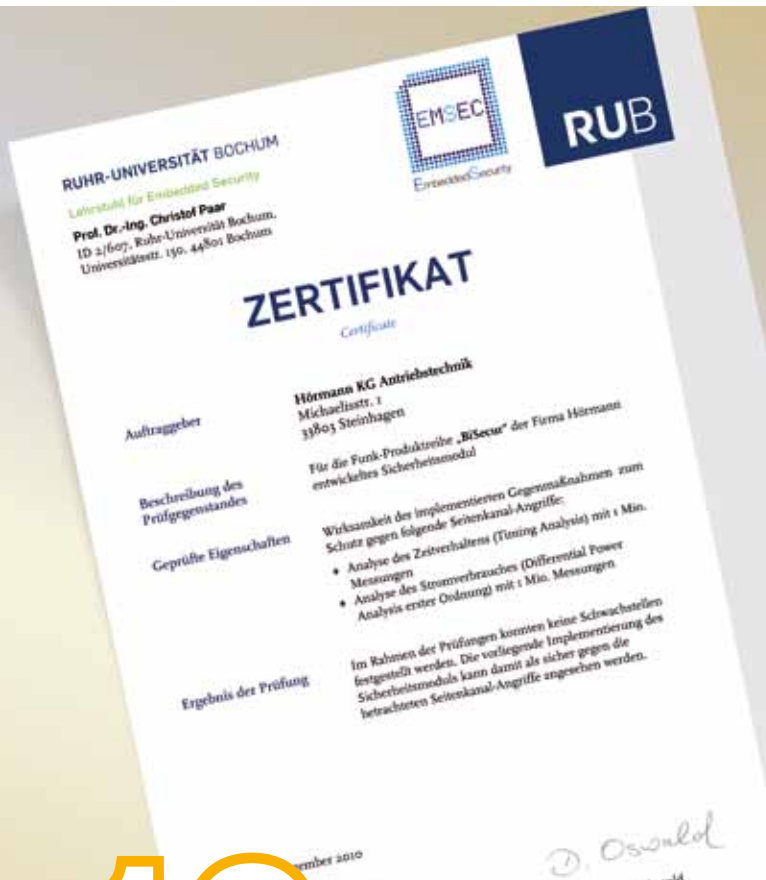 RUHR-UNIVERSITÄT BOCHUM
Lehrstuhl für Embedded Security
Prof. Dr.-Ing. Christof Paar
ID 2/607, Ruhr-Universität Bochum,
Universitätsstr. 150, 44801 Bochum
EMSEC
EmbeddedSecurity
RUB
ZERTIFIKAT
Certificate
Auftraggeber
Hörmann KG Antriebstechnik
Michaelisstr. 1
33803 Steinhagen
Beschreibung des
Prüfgegenstandes
Für die Funk-Produktreihe „BiSecur" der Firma Hörmann
entwickeltes Sicherheitsmodul
Geprüfte Eigenschaften
Wirksamkeit der implementierten Gegenmaßnahmen zum
Schutz gegen folgende Seitenkanal-Angriffe:
• Analyse des Zeitverhaltens (Timing Analysis) mit 1 Mio.
Messungen
• Analyse des Stromverbrauches (Differential Power
Analysis erster Ordnung) mit 1 Mio. Messungen
Ergebnis der Prüfung
Im Rahmen der Prüfungen konnten keine Schwachstellen
festgestellt werden. Die vorliegende Implementierung des
Sicherheitsmoduls kann damit als sicher gegen die
betrachteten Seitenkanal-Angriffe angesehen werden.
ember 2010
D. Oswald